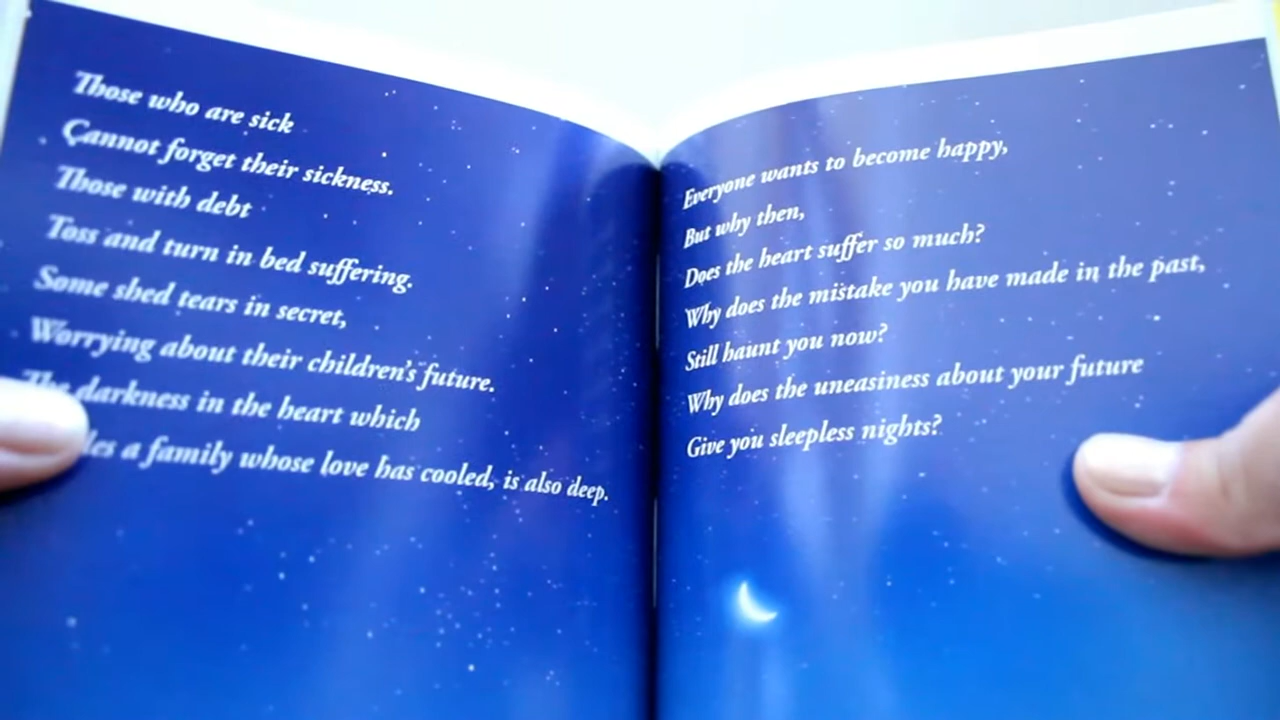 Those who are sick
Cannot forget their sickness.
Those with debt
Toss and turn in bed suffering.
Some shed tears in secret,
Worrying about their children's future.
The darkness in the heart which
a family whose love has cooled, is also deep.
Everyone wants to become happy,
But why then,
Does the heart suffer so much?
Why does the mistake you have made in the past,
Still haunt you now?
Why does the uneasiness about your future
Give you sleepless nights?